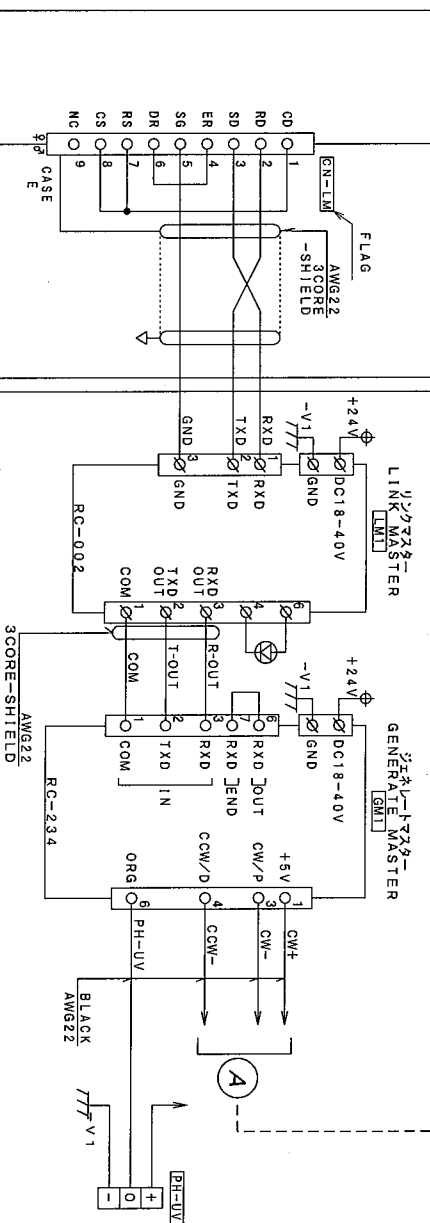 CD 1
RD 2
SD 3
ER 4
SG 5
DR 6
RS 7
CS 8
NC 9
CASE
E
CN-LM
FLAG
AWG22
3CORE
-SHIELD
リンクマスター
LINK MASTER
LM1
+24V
-V1
DC18-40V
GND
RXD 1 RXD
TXD 2 TXD
GND 3 GND
RC-002
6
4
RXD OUT 3
TXD OUT 2
COM 1
R-OUT
T-OUT
COM
AWG22
3CORE-SHIELD
ジェネレートマスター
GENERATE MASTER
GM1
+24V
-V1
DC18-40V
GND
6 RXD OUT
7 RXD END
3 RXD
2 TXD
1 COM
IN
RC-234
+5V 1 CW+
CW/P 3 CW-
CCW/D 4 CCW-
ORG 6 PH-UV
BLACK
AWG22
A
PH-UV
+
O
-
-V1